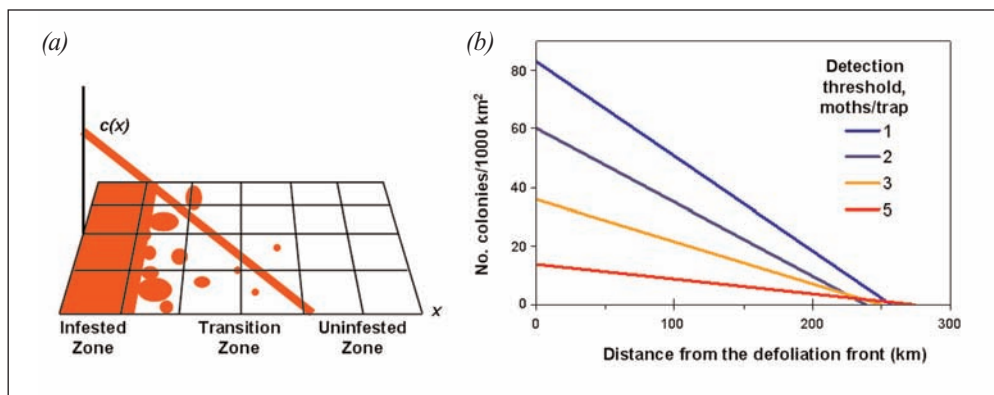 (a)
c(x)
x
Infested
Zone
Transition
Zone
Uninfested
Zone
(b)
No. colonies/1000 km²
80
60
40
20
0
0
100
200
300
Distance from the defoliation front (km)
Detection
threshold,
moths/trap
1
2
3
5